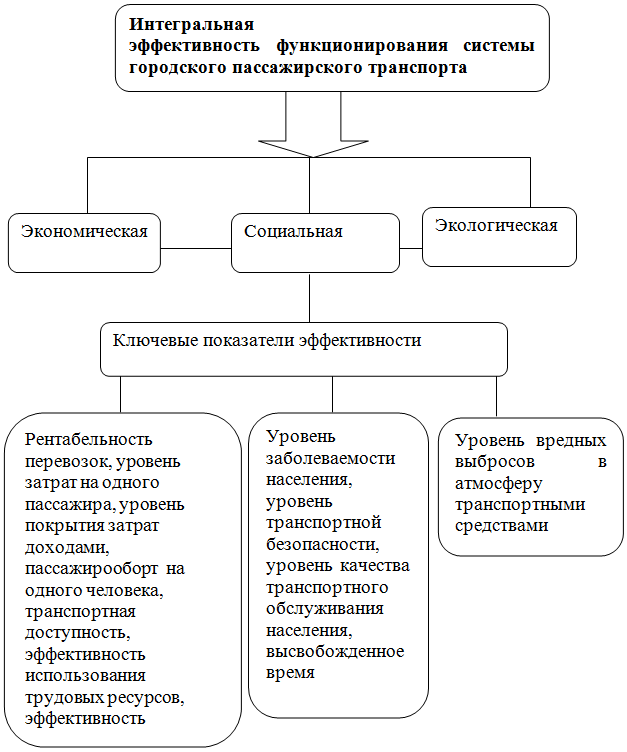 Интегральная
эффективность функционирования системы
городского пассажирского транспорта
Экономическая
Социальная
Экологическая
Ключевые показатели эффективности
Рентабельность
перевозок, уровень
затрат на одного
пассажира, уровень
покрытия затрат
доходами,
пассажирооборт на
одного человека,
транспортная
доступность,
эффективность
использования
трудовых ресурсов,
эффективность
Уровень
заболеваемости
населения,
уровень
транспортной
безопасности,
уровень качества
транспортного
обслуживания
населения,
высвобожденное
время
Уровень вредных
выбросов в
атмосферу
транспортными
средствами